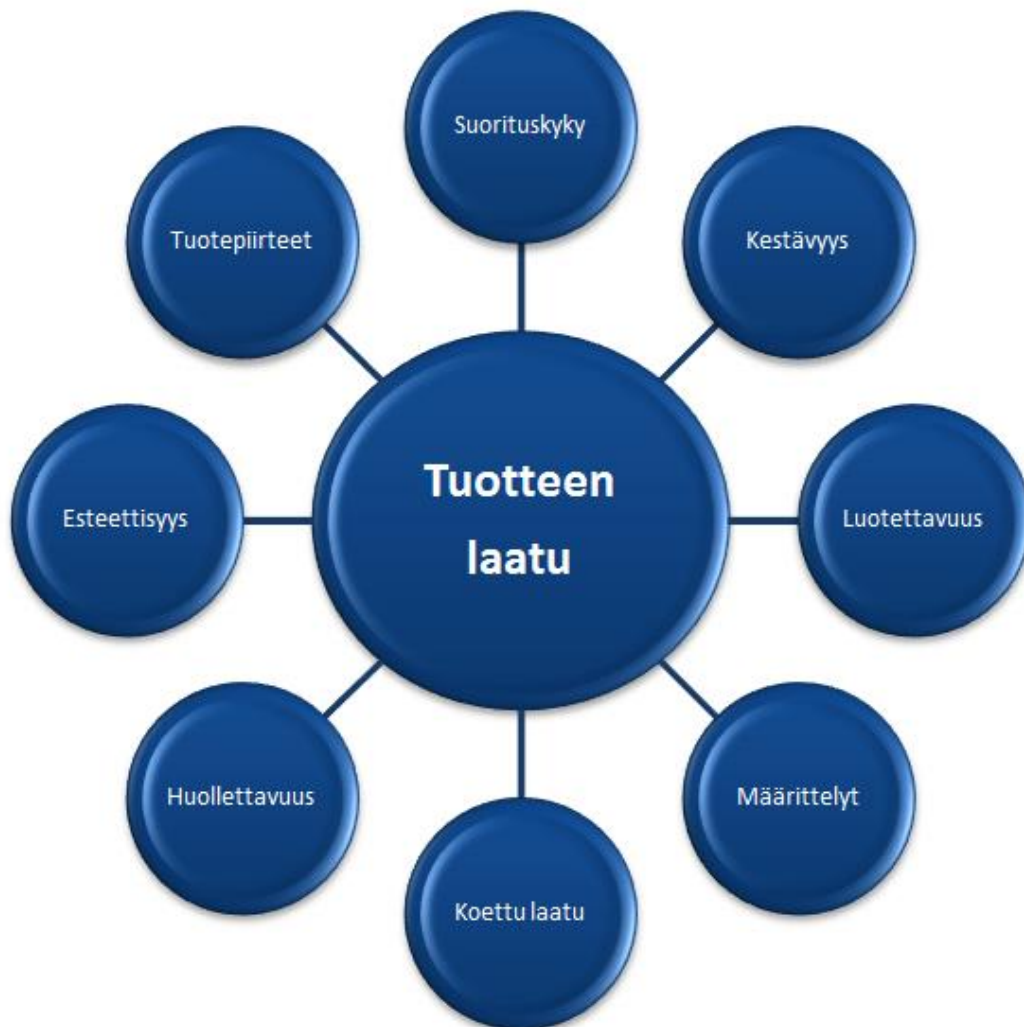 Suorituskyky
Tuotepiirteet
Kestävyys
Tuotteen
laatu
Esteettisyys
Luotettavuus
Huollettavuus
Määrittelyt
Koettu laatu